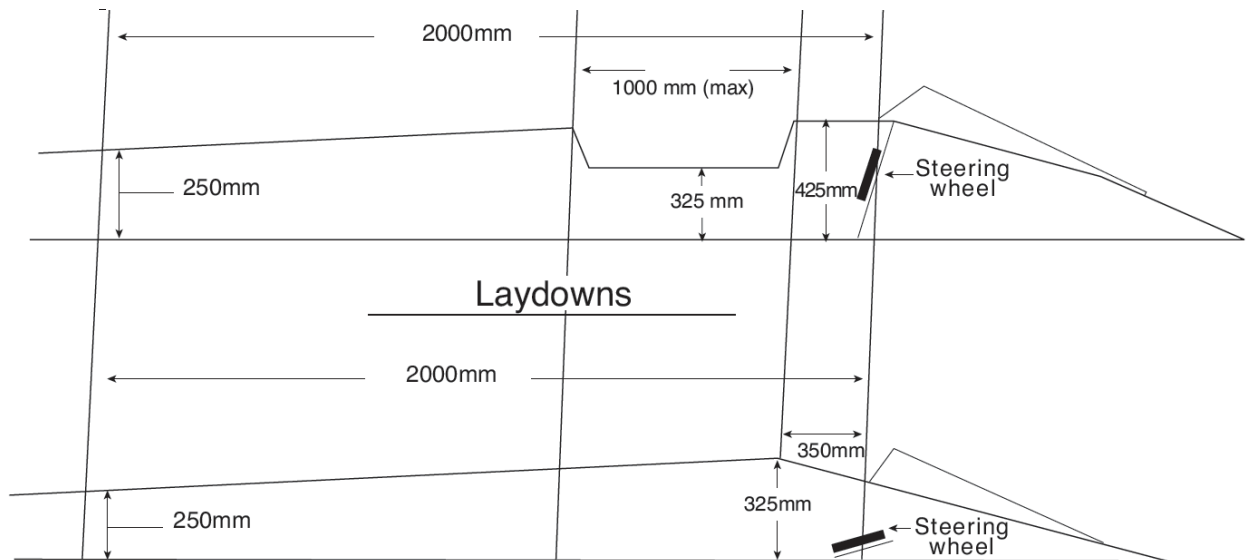 2000mm
1000 mm (max)
250mm
325 mm
425mm
Steering
wheel
Laydowns
2000mm
350mm
250mm
325mm
Steering
wheel